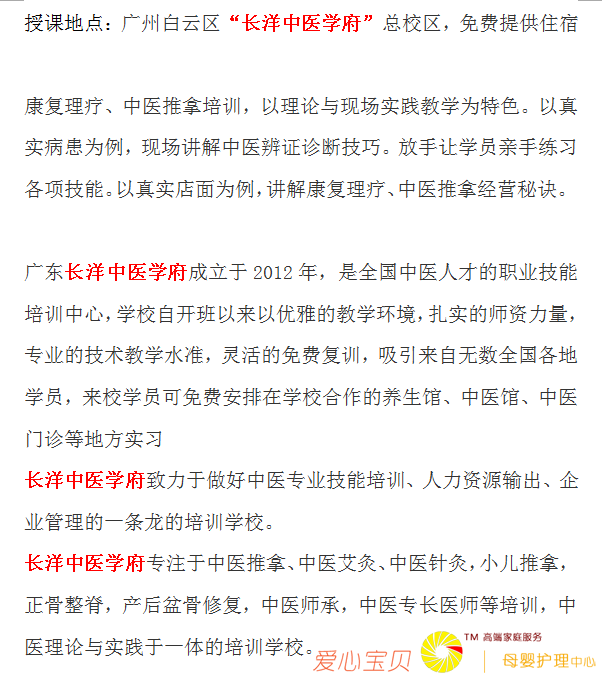 授课地点：广州白云区“长洋中医学府”总校区，免费提供住宿
康复理疗、中医推拿培训，以理论与现场实践教学为特色。以真
实病患为例，现场讲解中医辨证诊断技巧。放手让学员亲手练习
各项技能。以真实店面为例，讲解康复理疗、中医推拿经营秘诀。
广东长洋中医学府成立于 2012 年，是全国中医人才的职业技能
培训中心，学校自开班以来以优雅的教学环境，扎实的师资力量，
专业的技术教学水准，灵活的免费复训，吸引来自无数全国各地
学员，来校学员可免费安排在学校合作的养生馆、中医馆、中医
门诊等地方实习
长洋中医学府致力于做好中医专业技能培训、人力资源输出、企
业管理的一条龙的培训学校。
长洋中医学府专注于中医推拿、中医艾灸、中医针灸，小儿推拿，
正骨整脊，产后盆骨修复，中医师承，中医专长医师等培训，中
医理论与实践于一体的培训学校。
爱心宝贝 TM 高端家庭服务 | 母婴护理中心